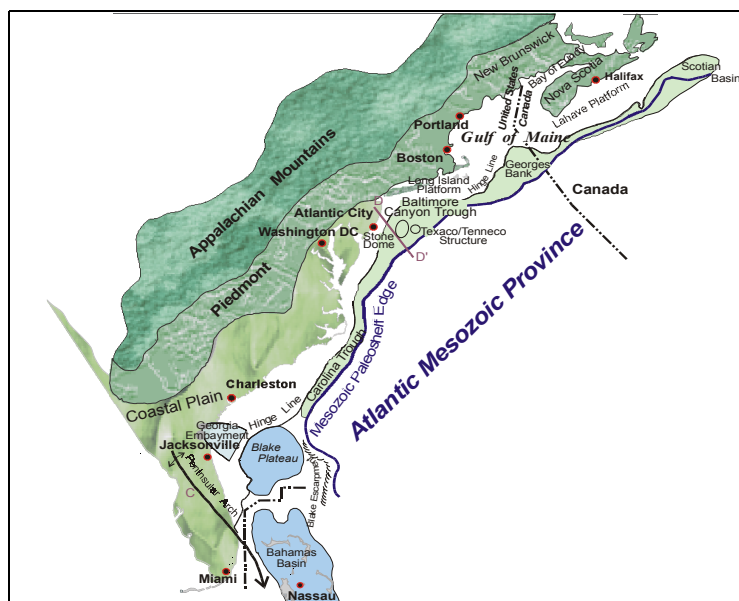 New Brunswick
Bay of Fundy
Nova Scotia
Halifax
Scotian
Basin
Lahave Platform
United States
Canada
Portland
Gulf of Maine
Boston
Appalachian Mountains
Hinge Line
Georges
Bank
Canada
Long Island
Platform
D
Baltimore
Canyon Trough
Atlantic City
Washington DC
Stone
Dome
Texaco/Tenneco
Structure
D'
Piedmont
Atlantic Mesozoic Province
Mesozoic Paleoshelf Edge
Carolina Trough
Charleston
Coastal Plain
Hinge Line
Georgia
Embayment
Jacksonville
Blake
Plateau
Peninsular Arch
C
Blake Escarpment
Bahamas
Basin
Miami
Nassau